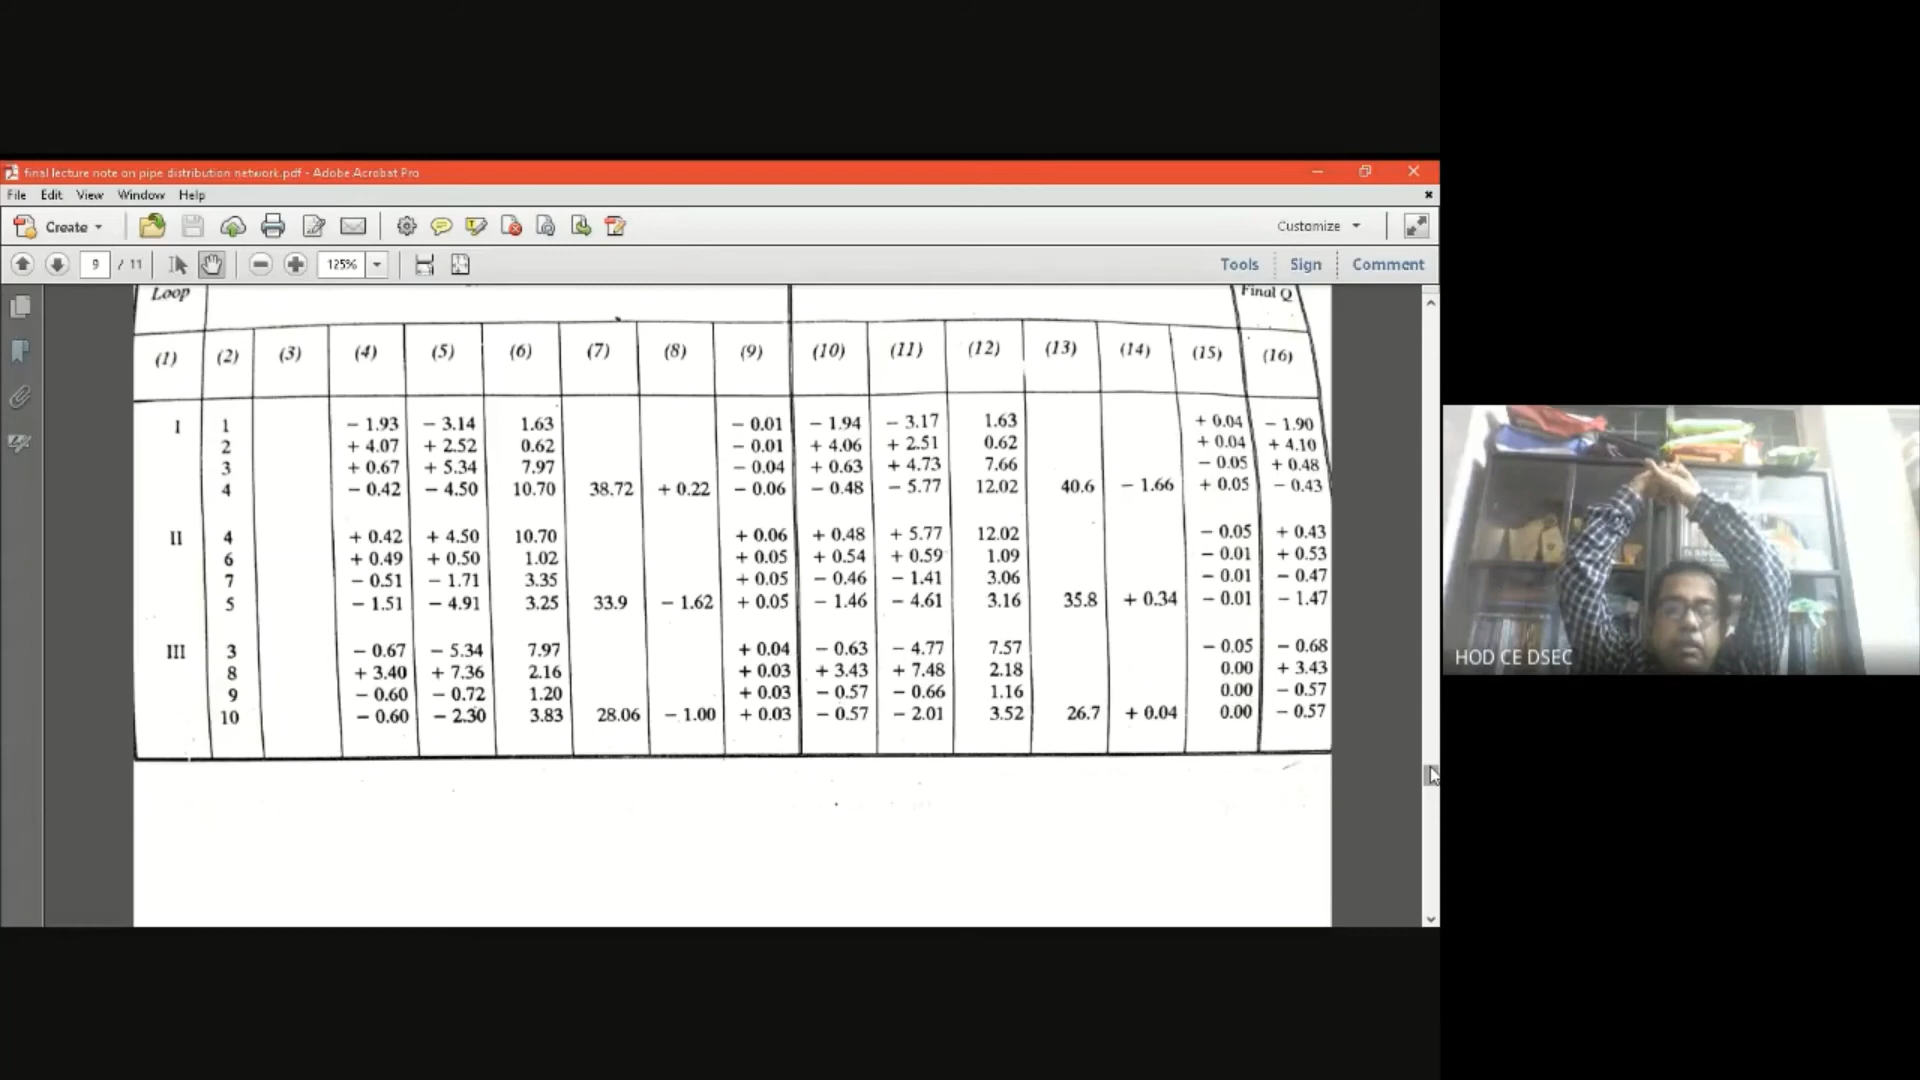 final lecture note on pipe distribution network.pdf - Adobe Acrobat Pro
File Edit View Window Help
Create Customize
9 / 11 125% Tools Sign Comment
Loop Final Q
(1) (2) (3) (4) (5) (6) (7) (8) (9) (10) (11) (12) (13) (14) (15) (16)
I 1 − 1.93 − 3.14 1.63 − 0.01 − 1.94 − 3.17 1.63 + 0.04 − 1.90
2 + 4.07 + 2.52 0.62 − 0.01 + 4.06 + 2.51 0.62 + 0.04 + 4.10
3 + 0.67 + 5.34 7.97 − 0.04 + 0.63 + 4.73 7.66 − 0.05 + 0.48
4 − 0.42 − 4.50 10.70 38.72 + 0.22 − 0.06 − 0.48 − 5.77 12.02 40.6 − 1.66 + 0.05 − 0.43
II 4 + 0.42 + 4.50 10.70 + 0.06 + 0.48 + 5.77 12.02 − 0.05 + 0.43
6 + 0.49 + 0.50 1.02 + 0.05 + 0.54 + 0.59 1.09 − 0.01 + 0.53
7 − 0.51 − 1.71 3.35 + 0.05 − 0.46 − 1.41 3.06 − 0.01 − 0.47
5 − 1.51 − 4.91 3.25 33.9 − 1.62 + 0.05 − 1.46 − 4.61 3.16 35.8 + 0.34 − 0.01 − 1.47
III 3 − 0.67 − 5.34 7.97 + 0.04 − 0.63 − 4.77 7.57 − 0.05 − 0.68
8 + 3.40 + 7.36 2.16 + 0.03 + 3.43 + 7.48 2.18 0.00 + 3.43
9 − 0.60 − 0.72 1.20 + 0.03 − 0.57 − 0.66 1.16 0.00 − 0.57
10 − 0.60 − 2.30 3.83 28.06 − 1.00 + 0.03 − 0.57 − 2.01 3.52 26.7 + 0.04 0.00 − 0.57
HOD CE DSEC